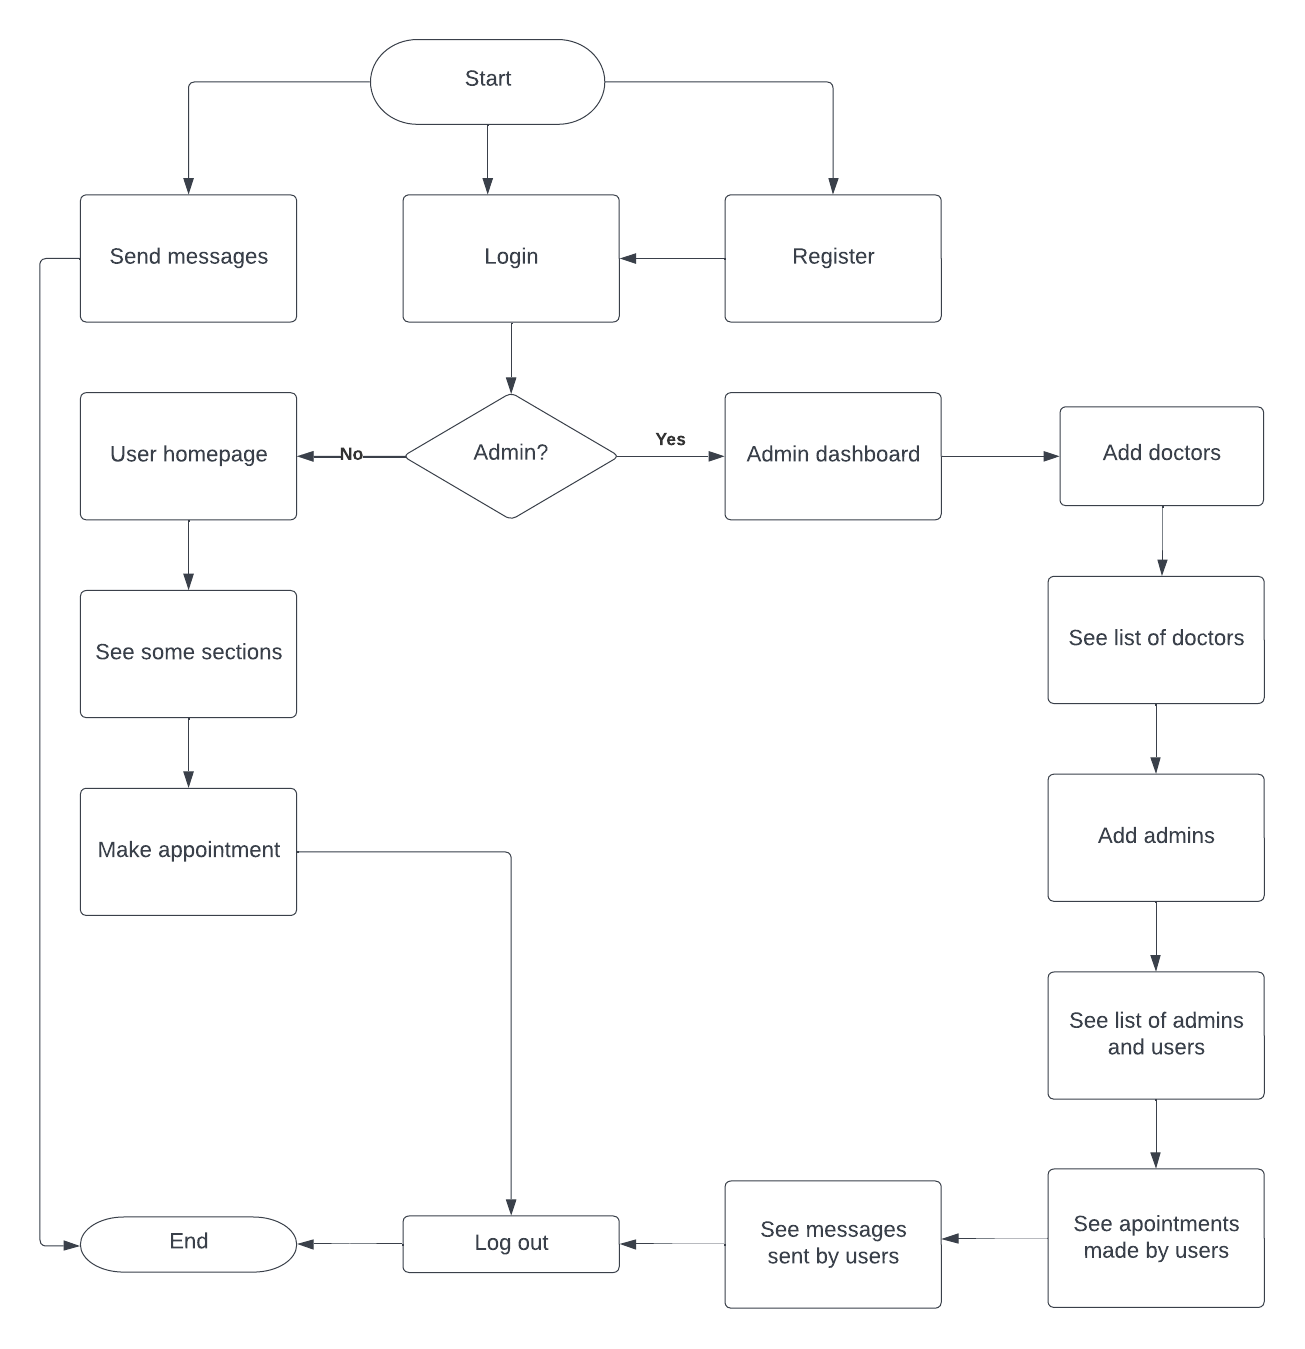 Start
Send messages
Login
Register
User homepage
No
Admin?
Yes
Admin dashboard
Add doctors
See some sections
See list of doctors
Make appointment
Add admins
See list of admins
and users
See apointments
made by users
See messages
sent by users
Log out
End